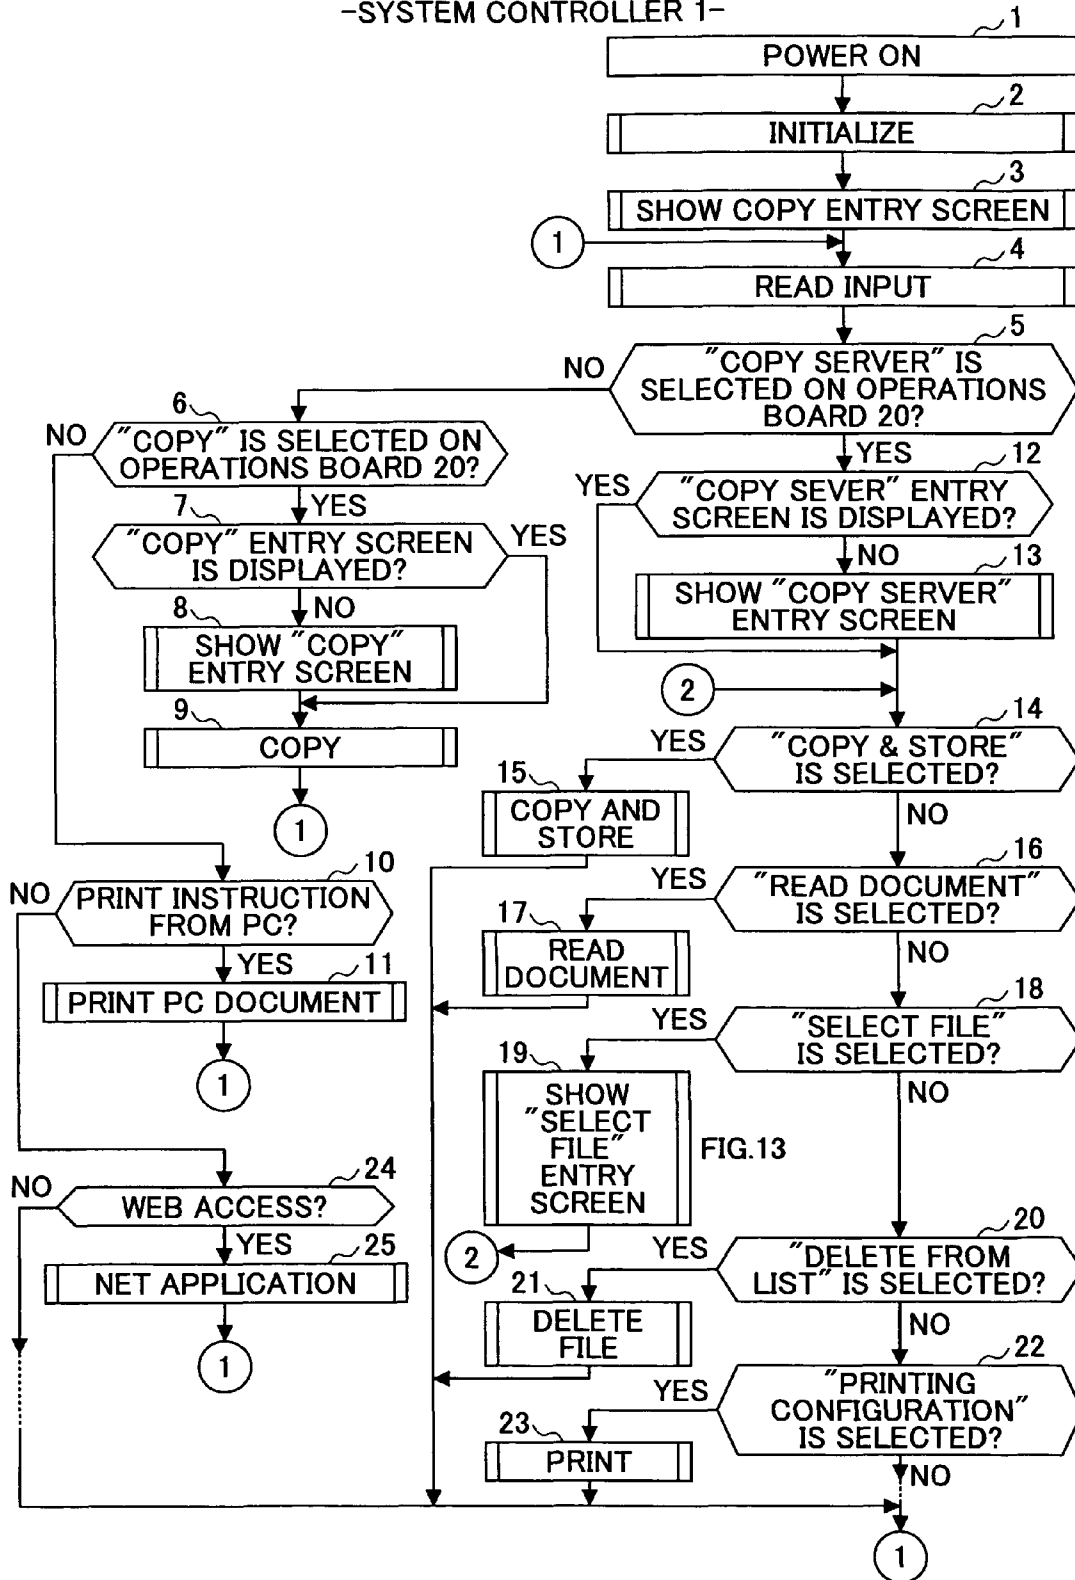 -SYSTEM CONTROLLER 1-
1
POWER ON
2
INITIALIZE
3
SHOW COPY ENTRY SCREEN
1
4
READ INPUT
5
"COPY SERVER" IS
SELECTED ON OPERATIONS
BOARD 20?
NO
YES
6
"COPY" IS SELECTED ON
OPERATIONS BOARD 20?
NO
YES
7
"COPY" ENTRY SCREEN
IS DISPLAYED?
YES
NO
8
SHOW "COPY"
ENTRY SCREEN
9
COPY
1
10
PRINT INSTRUCTION
FROM PC?
NO
YES
11
PRINT PC DOCUMENT
1
24
WEB ACCESS?
NO
YES
25
NET APPLICATION
1
12
"COPY SEVER" ENTRY
SCREEN IS DISPLAYED?
YES
NO
13
SHOW "COPY SERVER"
ENTRY SCREEN
2
14
"COPY & STORE"
IS SELECTED?
YES
NO
15
COPY AND
STORE
16
"READ DOCUMENT"
IS SELECTED?
YES
NO
17
READ
DOCUMENT
18
"SELECT FILE"
IS SELECTED?
YES
NO
19
SHOW
"SELECT
FILE"
ENTRY
SCREEN
FIG.13
2
20
"DELETE FROM
LIST" IS SELECTED?
YES
NO
21
DELETE
FILE
22
"PRINTING
CONFIGURATION"
IS SELECTED?
YES
NO
23
PRINT
1